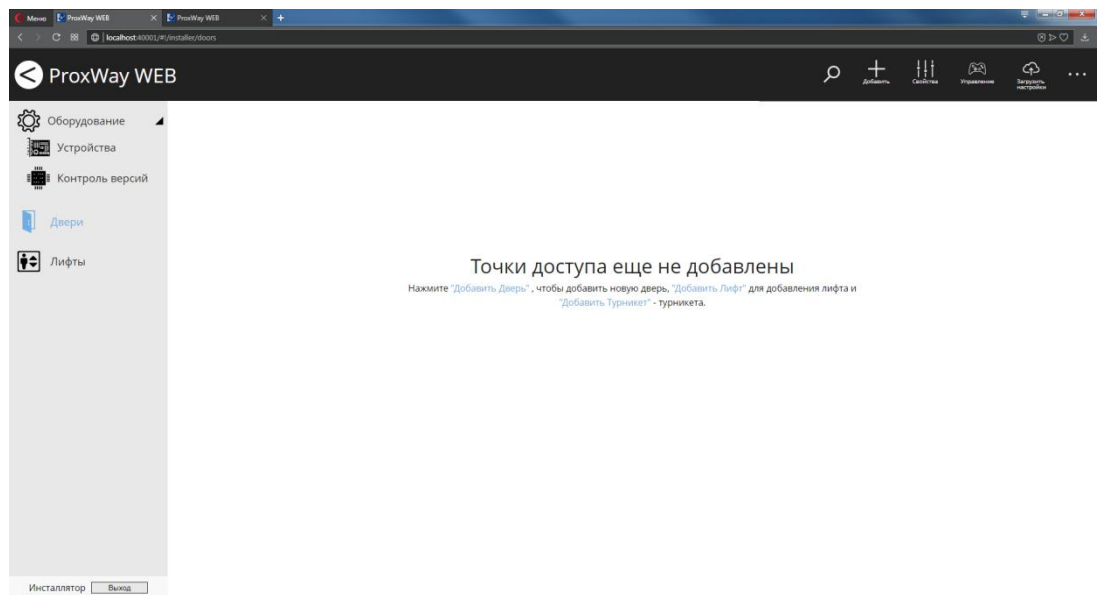 Меню
ProxWay WEB
ProxWay WEB
localhost:40001/#!/installer/doors
ProxWay WEB
Добавить
Свойства
Управление
Загрузить
настройки
Оборудование
Устройства
Контроль версий
Двери
Лифты
Точки доступа еще не добавлены
Нажмите "Добавить Дверь" , чтобы добавить новую дверь, "Добавить Лифт" для добавления лифта и
"Добавить Турникет" - турникета.
Инсталлятор Выход